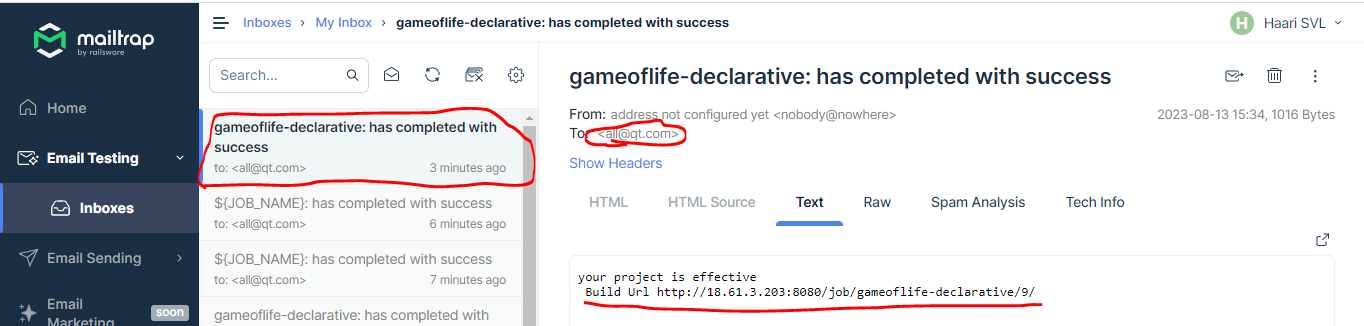 mailtrap
by railsware
Home
Email Testing
Inboxes
Email Sending
Email
Marketing
soon
Inboxes > My Inbox > gameoflife-declarative: has completed with success
H Haari SVL
Search...
gameoflife-declarative: has completed with
success
to: <all@qt.com> 3 minutes ago
${JOB_NAME}: has completed with success
to: <all@qt.com> 6 minutes ago
${JOB_NAME}: has completed with success
to: <all@qt.com> 7 minutes ago
gameoflife-declarative: has completed with
gameoflife-declarative: has completed with success
From: address not configured yet <nobody@nowhere> 2023-08-13 15:34, 1016 Bytes
To: <all@qt.com>
Show Headers
HTML HTML Source Text Raw Spam Analysis Tech Info
your project is effective
Build Url http://18.61.3.203:8080/job/gameoflife-declarative/9/